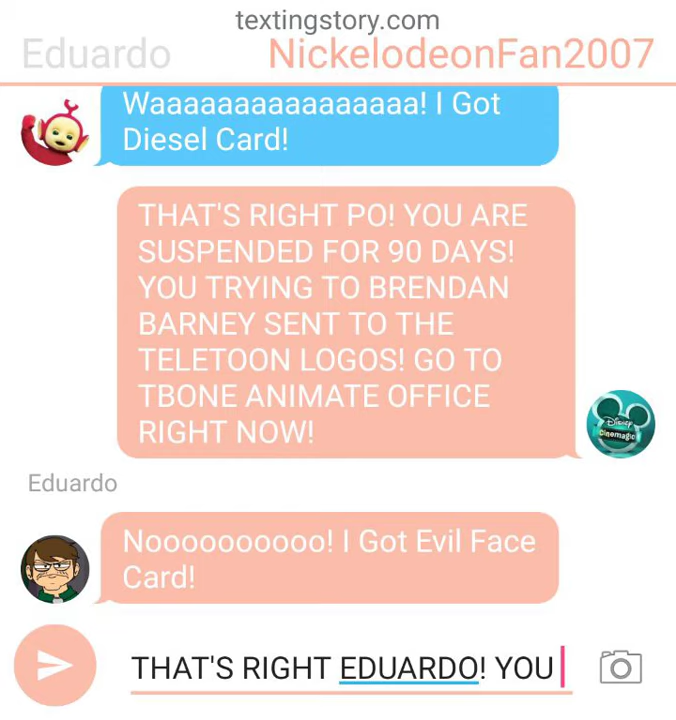 textingstory.com
Eduardo NickelodeonFan2007
Waaaaaaaaaaaaaaaa! I Got
Diesel Card!
THAT'S RIGHT PO! YOU ARE
SUSPENDED FOR 90 DAYS!
YOU TRYING TO BRENDAN
BARNEY SENT TO THE
TELETOON LOGOS! GO TO
TBONE ANIMATE OFFICE
RIGHT NOW!
Disney
Cinemagic
Eduardo
Nooooooooooo! I Got Evil Face
Card!
THAT'S RIGHT EDUARDO! YOU